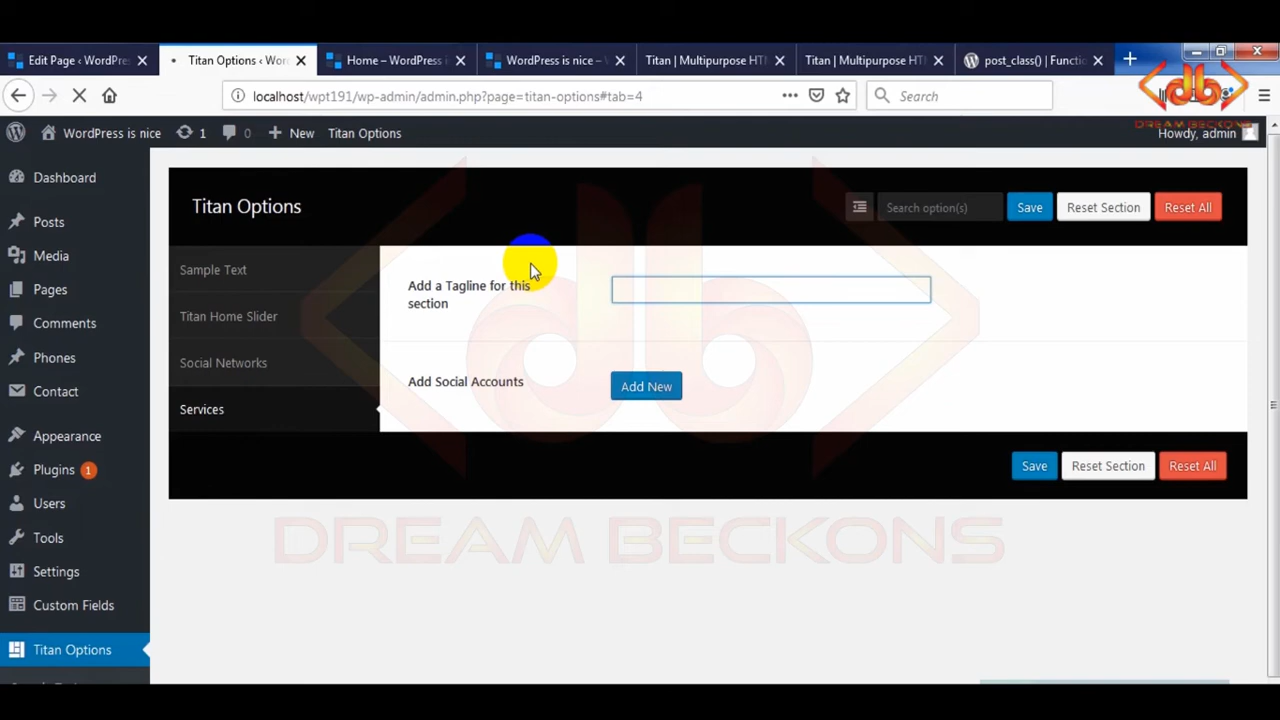 Edit Page ‹ WordPre
Titan Options ‹ Wor
Home – WordPress i
WordPress is nice –
Titan | Multipurpose HT
Titan | Multipurpose HT
post_class() | Functio
localhost/wpt191/wp-admin/admin.php?page=titan-options#tab=4
Search
DREAM BECKONS
WordPress is nice
1
0
New
Titan Options
Howdy, admin
Dashboard
Posts
Media
Pages
Comments
Phones
Contact
Appearance
Plugins 1
Users
Tools
Settings
Custom Fields
Titan Options
Titan Options
Search option(s)
Save
Reset Section
Reset All
Sample Text
Titan Home Slider
Social Networks
Services
Add a Tagline for this
section
Add Social Accounts
Add New
Save
Reset Section
Reset All
DREAM BECKONS